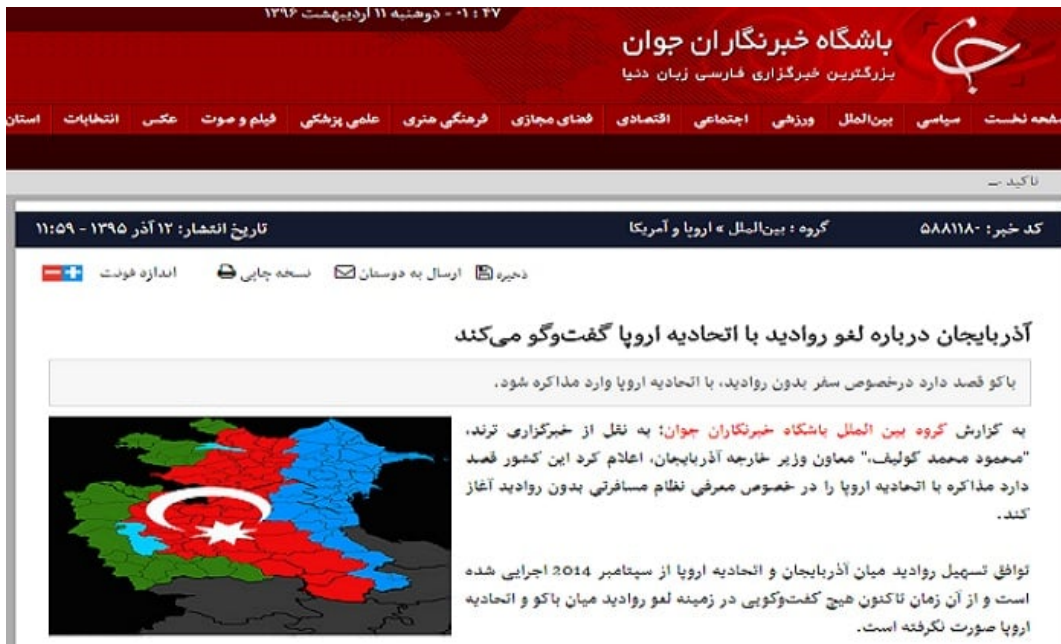 ۰۱:۴۷ - دوشنبه ۱۱ اردیبهشت ۱۳۹۶
باشگاه خبرنگاران جوان
بزرگترین خبرگزاری فارسی زبان دنیا
صفحه نخست سیاسی بین‌الملل ورزشی اجتماعی اقتصادی فضای مجازی فرهنگی هنری علمی پزشکی فیلم و صوت عکس انتخابات استان
تاکید
کد خبر: ۵۸۸۱۱۸۰ گروه : بین‌الملل » اروپا و آمریکا تاریخ انتشار: ۱۲ آذر ۱۳۹۵ - ۱۱:۵۹
ذخیره ارسال به دوستان نسخه چاپی اندازه فونت
آذربایجان درباره لغو روادید با اتحادیه اروپا گفت‌وگو می‌کند
باکو قصد دارد درخصوص سفر بدون روادید، با اتحادیه اروپا وارد مذاکره شود.
به گزارش گروه بین الملل باشگاه خبرنگاران جوان؛ به نقل از خبرگزاری ترند،
"محمود محمد گولیف،" معاون وزیر خارجه آذربایجان، اعلام کرد این کشور قصد
دارد مذاکره با اتحادیه اروپا را در خصوص معرفی نظام مسافرتی بدون روادید آغاز
کند.
توافق تسهیل روادید میان آذربایجان و اتحادیه اروپا از سپتامبر 2014 اجرایی شده
است و از آن زمان تاکنون هیچ گفت‌وگویی در زمینه لغو روادید میان باکو و اتحادیه
اروپا صورت نگرفته است.